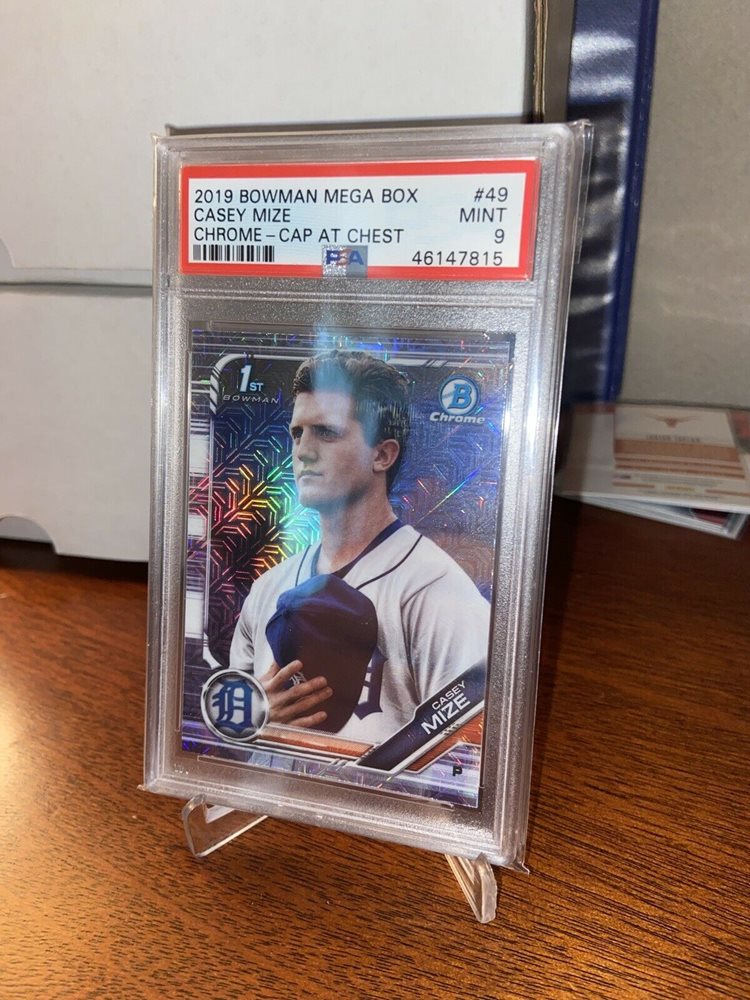 2019 BOWMAN MEGA BOX #49
CASEY MIZE MINT
CHROME-CAP AT CHEST 9
PSA 46147815
1ST
BOWMAN
B
Chrome
D
CASEY
MIZE
P